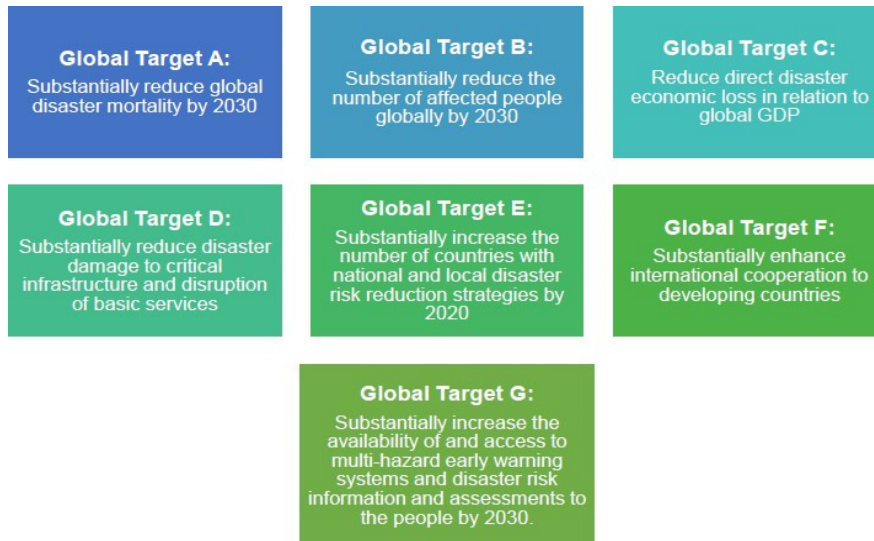 Global Target A:
Substantially reduce global
disaster mortality by 2030
Global Target B:
Substantially reduce the
number of affected people
globally by 2030
Global Target C:
Reduce direct disaster
economic loss in relation to
global GDP
Global Target D:
Substantially reduce disaster
damage to critical
infrastructure and disruption
of basic services
Global Target E:
Substantially increase the
number of countries with
national and local disaster
risk reduction strategies by
2020
Global Target F:
Substantially enhance
international cooperation to
developing countries
Global Target G:
Substantially increase the
availability of and access to
multi-hazard early warning
systems and disaster risk
information and assessments to
the people by 2030.